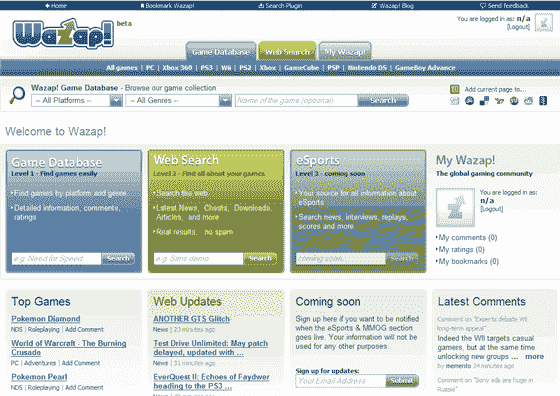 Home
Bookmark Wazap!
Search Plugin
Wazap! Blog
Send feedback
Wazap!
beta
You are logged in as: n/a
[Logout]
Game Database
Web Search
My Wazap!
All games | PC | Xbox 360 | PS3 | Wii | PS2 | Xbox | GameCube | PSP | Nintendo DS | GameBoy Advance
Wazap! Game Database - Browse our game collection
-- All Platforms --
-- All Genres --
Name of the game (optional)
Search
Add current page to...
Welcome to Wazap!
Game Database
Level 1 - Find games easily
Find games by platform and genre
Detailed information, comments,
ratings
e.g. Need for Speed
Search
Web Search
Level 2 - Find all about your games
Search the web
Latest News, Cheats, Downloads,
Articles, and more
Real results, no spam
e.g. Sims demo
Search
eSports
Level 3 - coming soon
Your source for all information about
eSports
Search news, interviews, replays,
scores and more
coming soon
Search
My Wazap!
The global gaming community
You are logged in as:
n/a
[Logout]
My comments (0)
My ratings (0)
My bookmarks (0)
Top Games
Pokemon Diamond
NDS | Roleplaying | Add Comment
World of Warcraft - The Burning
Crusade
PC | Adventures | Add Comment
Pokemon Pearl
NDS | Roleplaying | Add Comment
Web Updates
ANOTHER GTS Glitch
News | 23 minutes ago
Test Drive Unlimited: May patch
delayed, updated with ...
News | 31 minutes ago
EverQuest II: Echoes of Faydwer
heading to the PS3 ...
Coming soon
Sign up here if you want to be notified
when the eSports & MMOG section
goes live. Your information will not be
used for any other purposes.
Sign up for updates:
Your Email Address
Submit
Latest Comments
Comment on "Experts debate WII
long-term appeal"
Indeed the WII targets casual
gamers, but at the same time
unlocking new groups ... more
by memento 24 minutes ago
Comment on "Sony ads are huge in
Russia"